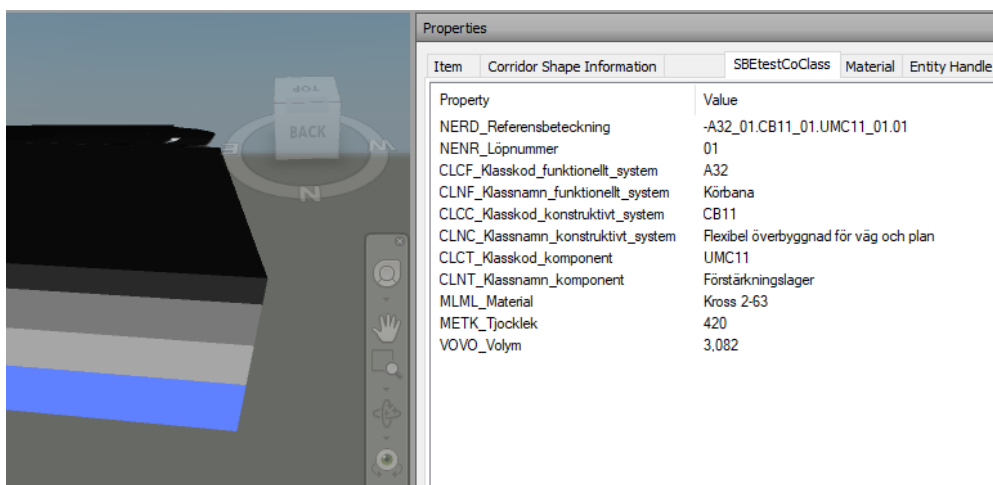 Properties
Item Corridor Shape Information SBEtestCoClass Material Entity Handle
Property Value
NERD_Referensbeteckning -A32_01.CB11_01.UMC11_01.01
NENR_Löpnummer 01
CLCF_Klasskod_funktionellt_system A32
CLNF_Klassnamn_funktionellt_system Körbana
CLCC_Klasskod_konstruktivt_system CB11
CLNC_Klassnamn_konstruktivt_system Flexibel överbyggnad för väg och plan
CLCT_Klasskod_komponent UMC11
CLNT_Klassnamn_komponent Förstärkningslager
MLML_Material Kross 2-63
METK_Tjocklek 420
VOVO_Volym 3,082
TOP
BACK
E
N